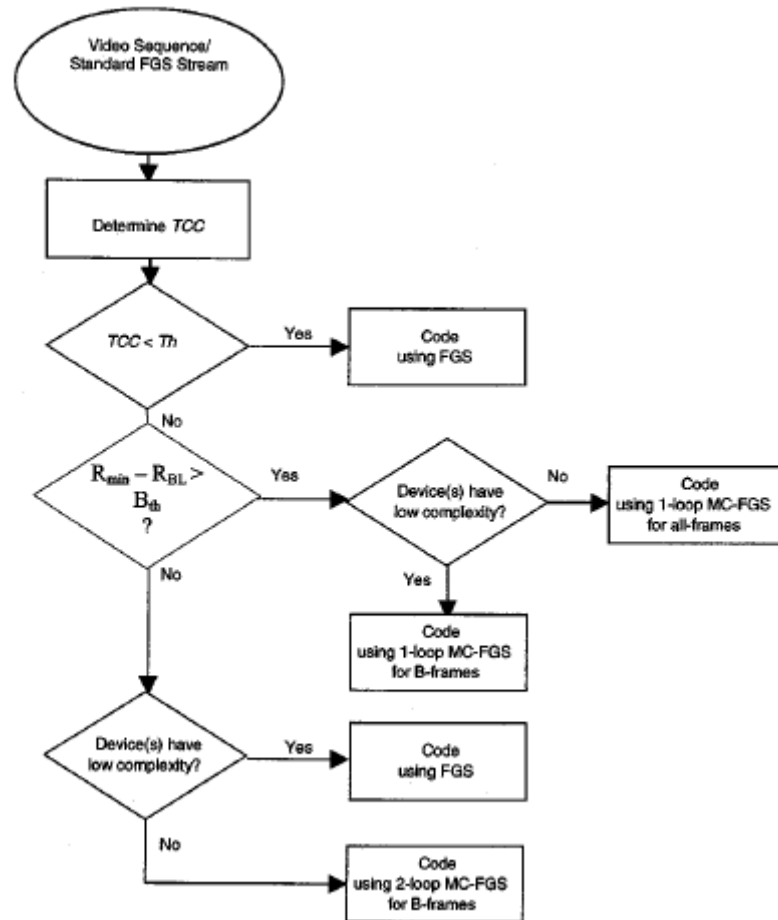 Video Sequence/
Standard FGS Stream
Determine TCC
TCC < Th
Yes
Code
using FGS
No
R_min – R_BL >
B_th
?
Yes
Device(s) have
low complexity?
No
Code
using 1-loop MC-FGS
for all-frames
Yes
Code
using 1-loop MC-FGS
for B-frames
No
Device(s) have
low complexity?
Yes
Code
using FGS
No
Code
using 2-loop MC-FGS
for B-frames